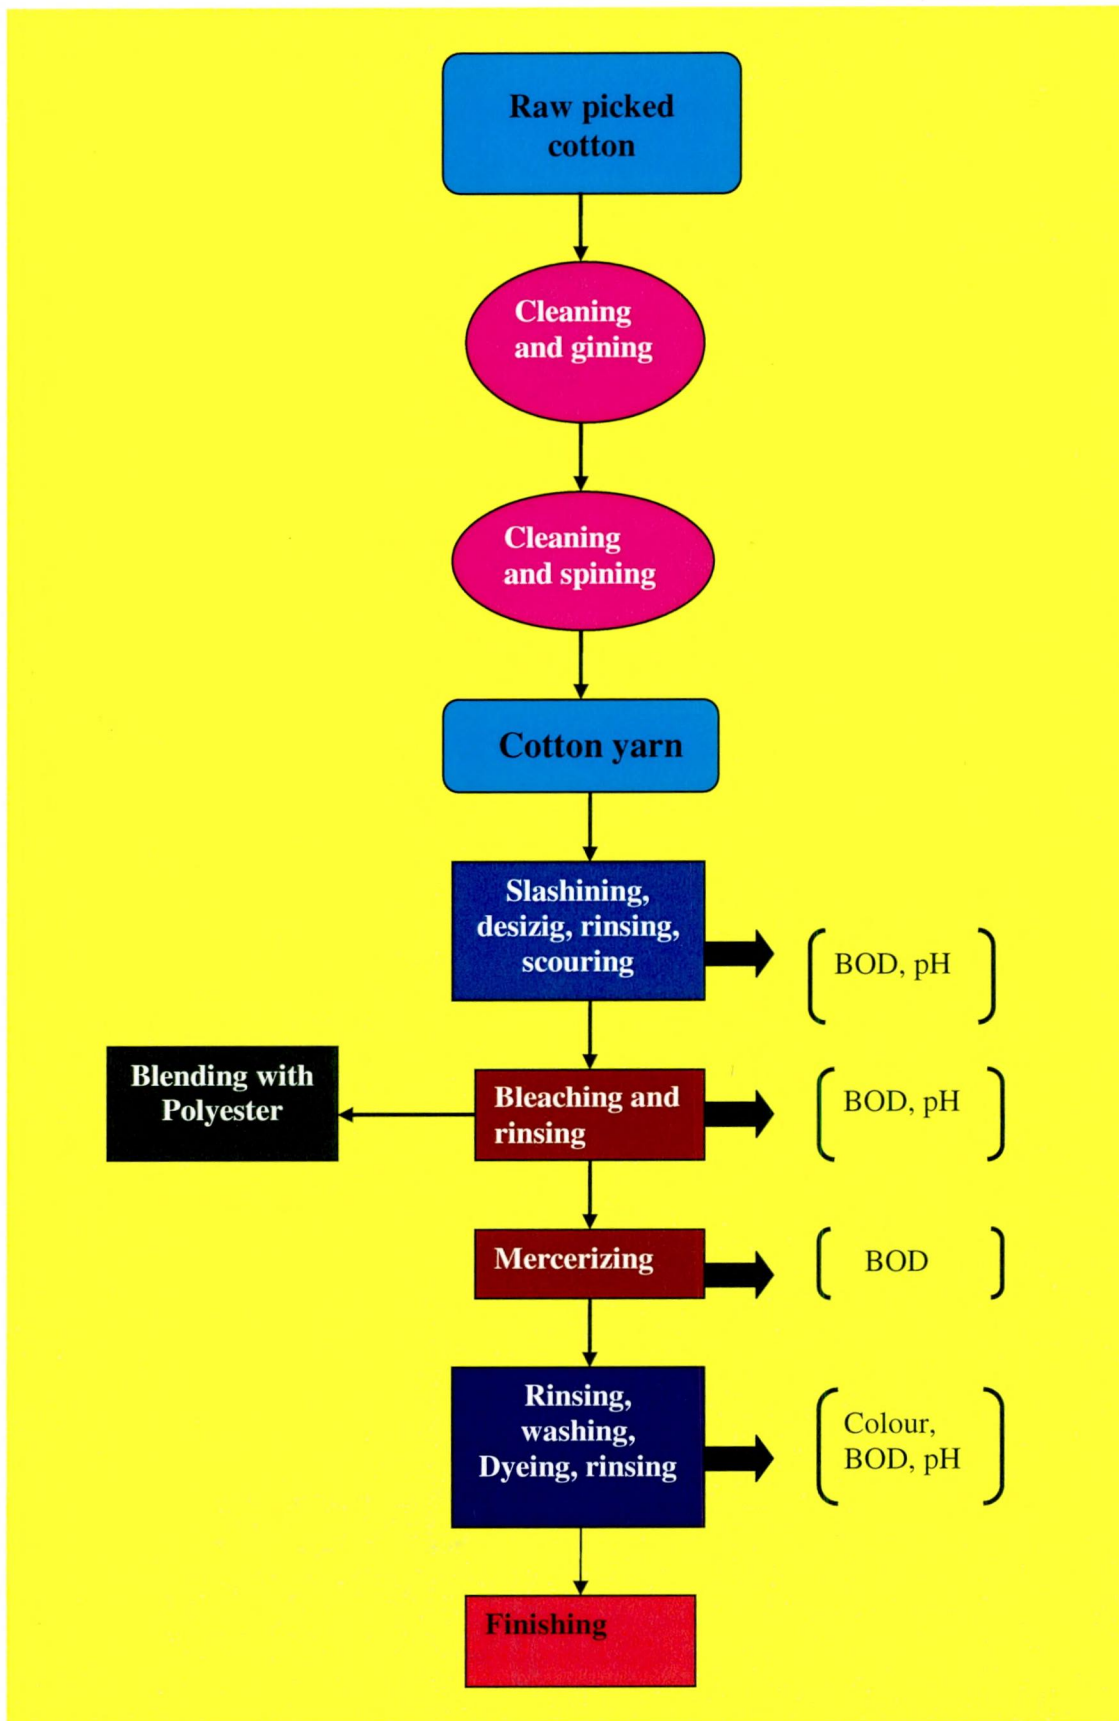 Raw picked
cotton
Cleaning
and gining
Cleaning
and spining
Cotton yarn
Slashining,
desizig, rinsing,
scouring
BOD, pH
Blending with
Polyester
Bleaching and
rinsing
BOD, pH
Mercerizing
BOD
Rinsing,
washing,
Dyeing, rinsing
Colour,
BOD, pH
Finishing